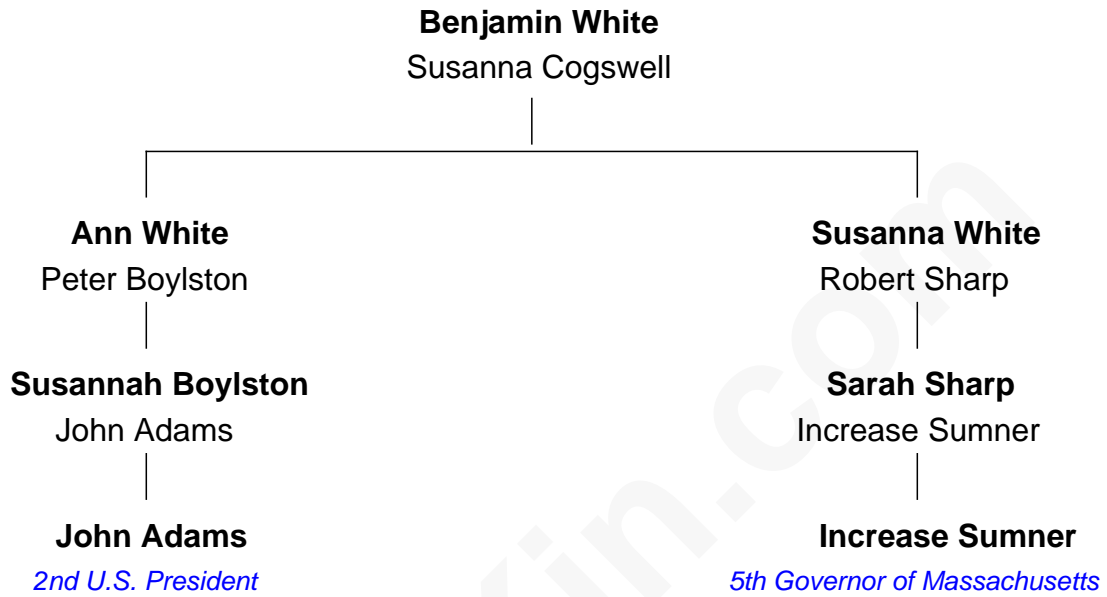 Benjamin White
Susanna Cogswell
Ann White
Peter Boylston
Susannah Boylston
John Adams
John Adams
2nd U.S. President
Susanna White
Robert Sharp
Sarah Sharp
Increase Sumner
Increase Sumner
5th Governor of Massachusetts